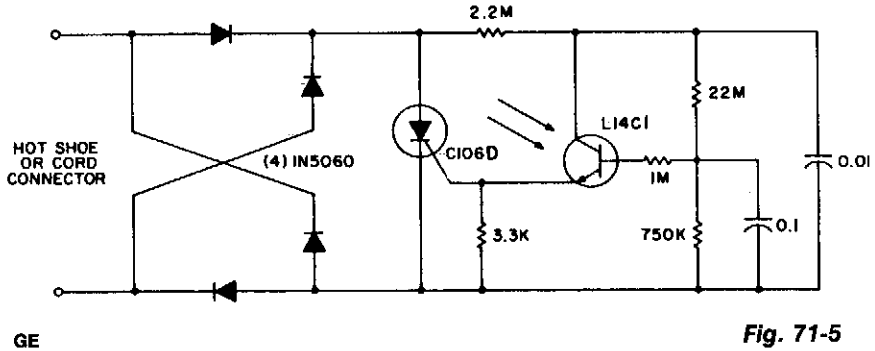 2.2M
22M
L14C1
C106D
HOT SHOE
OR CORD
CONNECTOR
(4) IN5060
1M
0.01
3.3K
750K
0.1
GE
Fig. 71-5